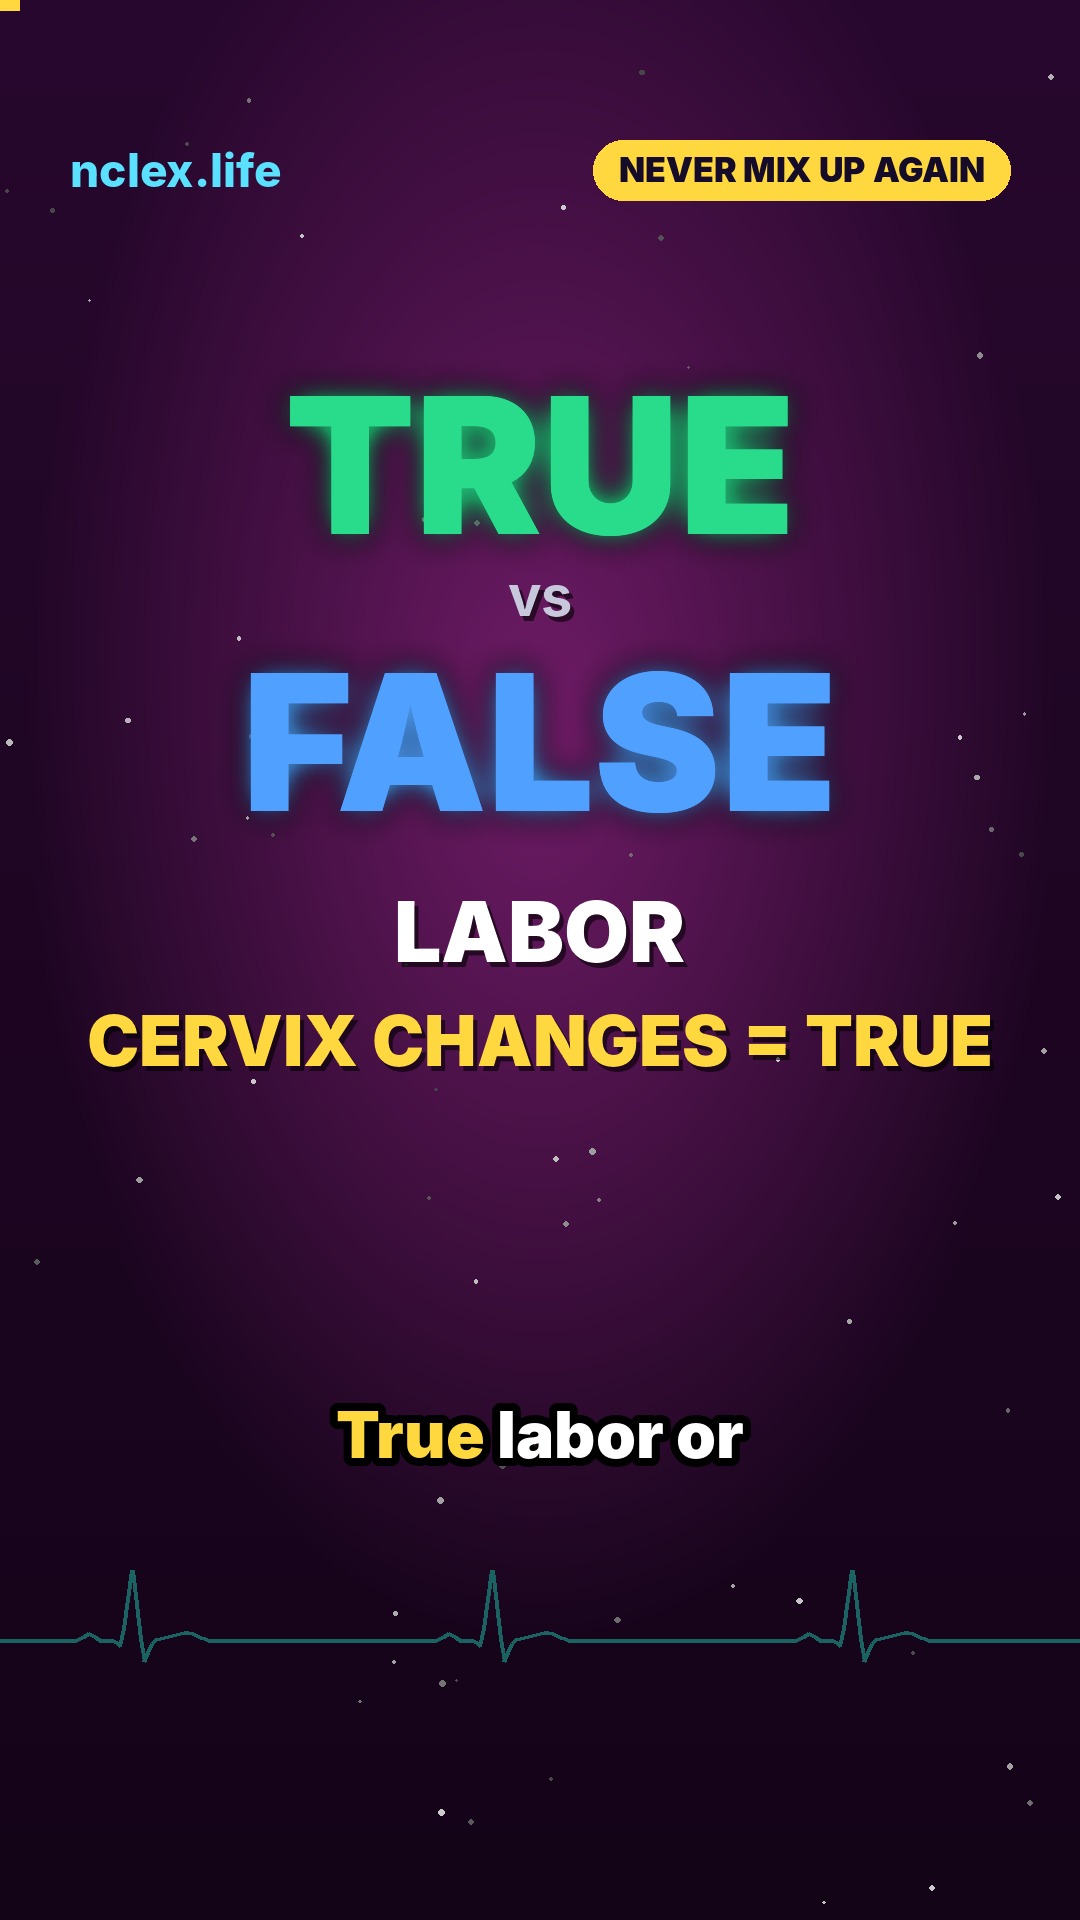 nclex.life
NEVER MIX UP AGAIN
TRUE
VS
FALSE
LABOR
CERVIX CHANGES = TRUE
True labor or